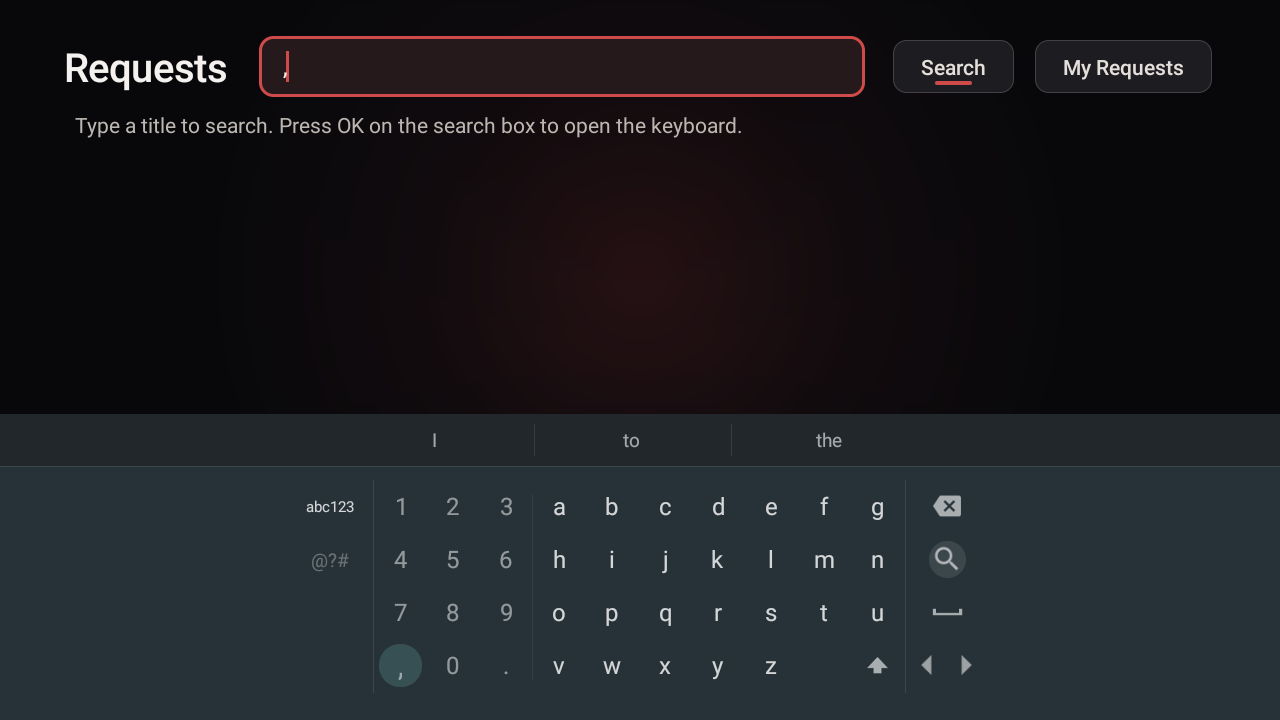 Requests
,
Search
My Requests
Type a title to search. Press OK on the search box to open the keyboard.
I to the
abc123 1 2 3 a b c d e f g
@?# 4 5 6 h i j k l m n
7 8 9 o p q r s t u
, 0 . v w x y z